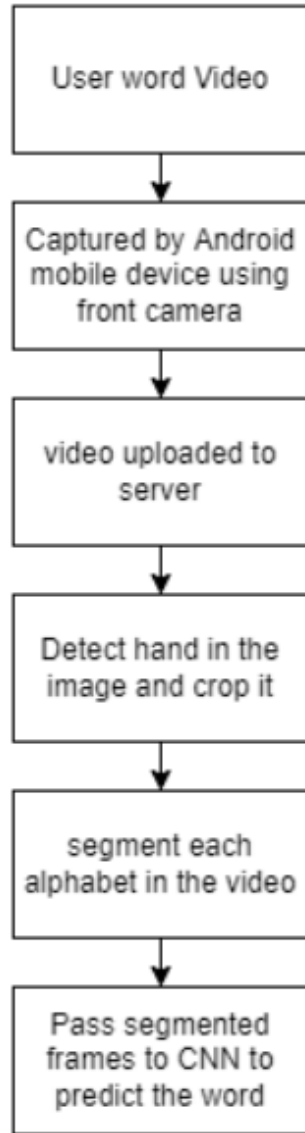 User word Video
Captured by Android
mobile device using
front camera
video uploaded to
server
Detect hand in the
image and crop it
segment each
alphabet in the video
Pass segmented
frames to CNN to
predict the word